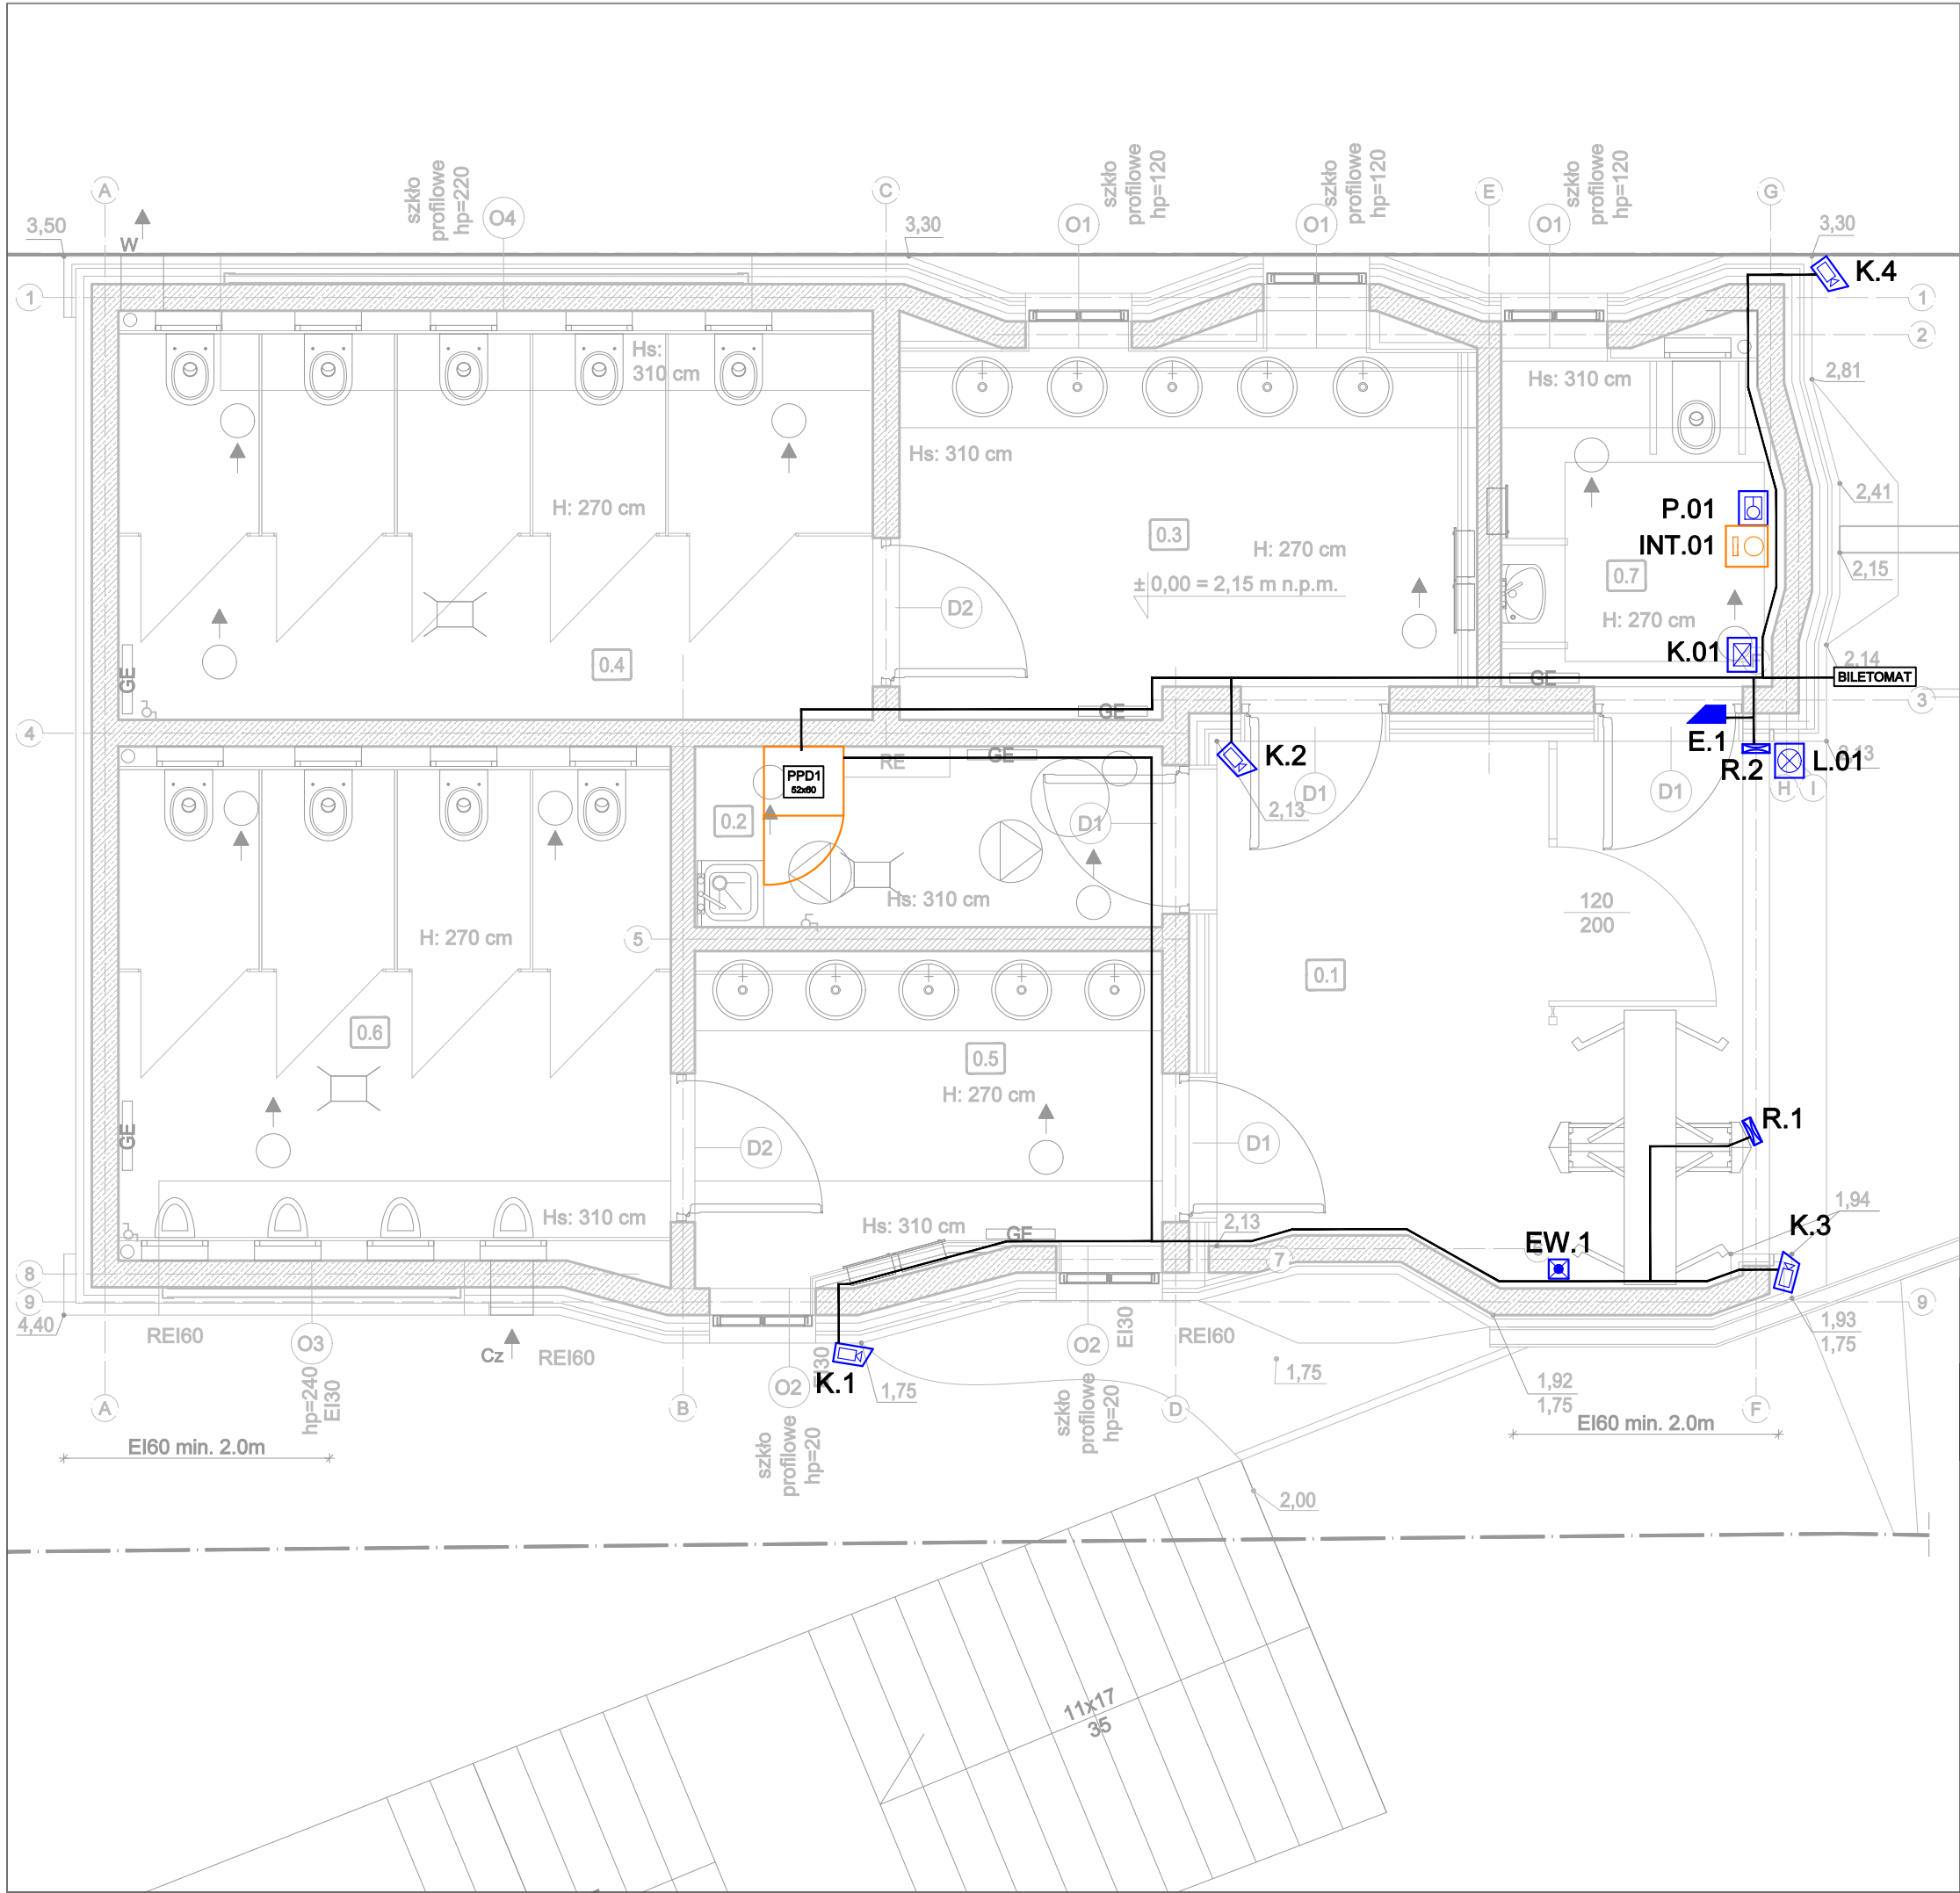 szkło
profilowe
hp=220
szkło
profilowe
hp=120
szkło
profilowe
hp=120
szkło
profilowe
hp=120
A
C
E
G
W
O4
O1
O1
O1
3,50
3,30
3,30
K.4
1
1
2
Hs:
310 cm
Hs: 310 cm
2,81
Hs: 310 cm
H: 270 cm
2,41
P.01
0.3
H: 270 cm
INT.01
0.7
2,15
± 0,00 = 2,15 m n.p.m.
D2
H: 270 cm
K.01
0.4
GE
2,14
BILETOMAT
GE
3
GE
4
E.1
K.2
R.2
L.01
2,13
GE
RE
PPD1
52x60
H
I
D1
D1
2,13
0.2
D1
Hs: 310 cm
120
200
H: 270 cm
5
0.1
0.6
0.5
H: 270 cm
R.1
GE
D2
D1
Hs: 310 cm
Hs: 310 cm
GE
2,13
1,94
K.3
EW.1
7
8
9
9
4,40
REI60
O3
Cz
REI60
EI30
K.1
O2
1,75
O2
EI30
REI60
1,75
1,93
1,75
1,92
1,75
hp=240
EI30
A
B
D
F
szkło
profilowe
hp=20
szkło
profilowe
hp=20
EI60 min. 2.0m
EI60 min. 2.0m
2,00
11x17
35